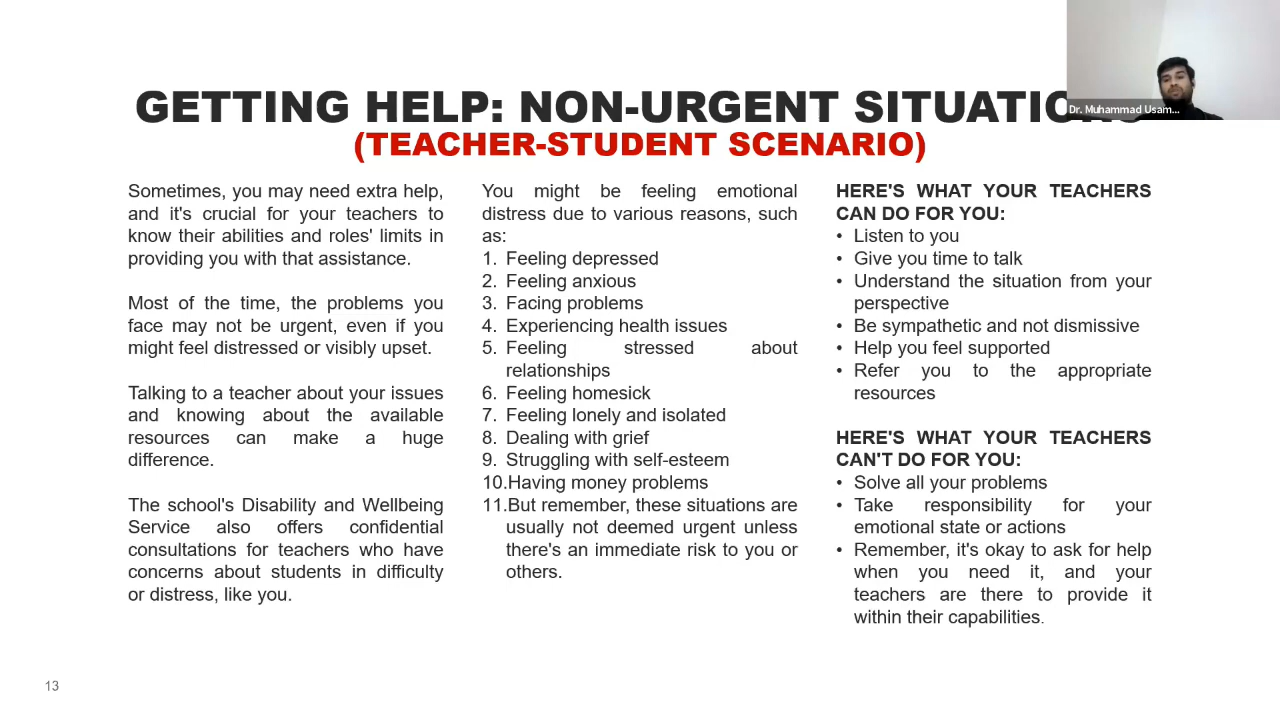 GETTING HELP: NON-URGENT SITUATIONS
(TEACHER-STUDENT SCENARIO)
Dr. Muhammad Usam...
Sometimes, you may need extra help,
and it's crucial for your teachers to
know their abilities and roles' limits in
providing you with that assistance.
Most of the time, the problems you
face may not be urgent, even if you
might feel distressed or visibly upset.
Talking to a teacher about your issues
and knowing about the available
resources can make a huge
difference.
The school's Disability and Wellbeing
Service also offers confidential
consultations for teachers who have
concerns about students in difficulty
or distress, like you.
You might be feeling emotional
distress due to various reasons, such
as:
1. Feeling depressed
2. Feeling anxious
3. Facing problems
4. Experiencing health issues
5. Feeling stressed about
relationships
6. Feeling homesick
7. Feeling lonely and isolated
8. Dealing with grief
9. Struggling with self-esteem
10.Having money problems
11.But remember, these situations are
usually not deemed urgent unless
there's an immediate risk to you or
others.
HERE'S WHAT YOUR TEACHERS
CAN DO FOR YOU:
• Listen to you
• Give you time to talk
• Understand the situation from your
perspective
• Be sympathetic and not dismissive
• Help you feel supported
• Refer you to the appropriate
resources
HERE'S WHAT YOUR TEACHERS
CAN'T DO FOR YOU:
• Solve all your problems
• Take responsibility for your
emotional state or actions
• Remember, it's okay to ask for help
when you need it, and your
teachers are there to provide it
within their capabilities.
13